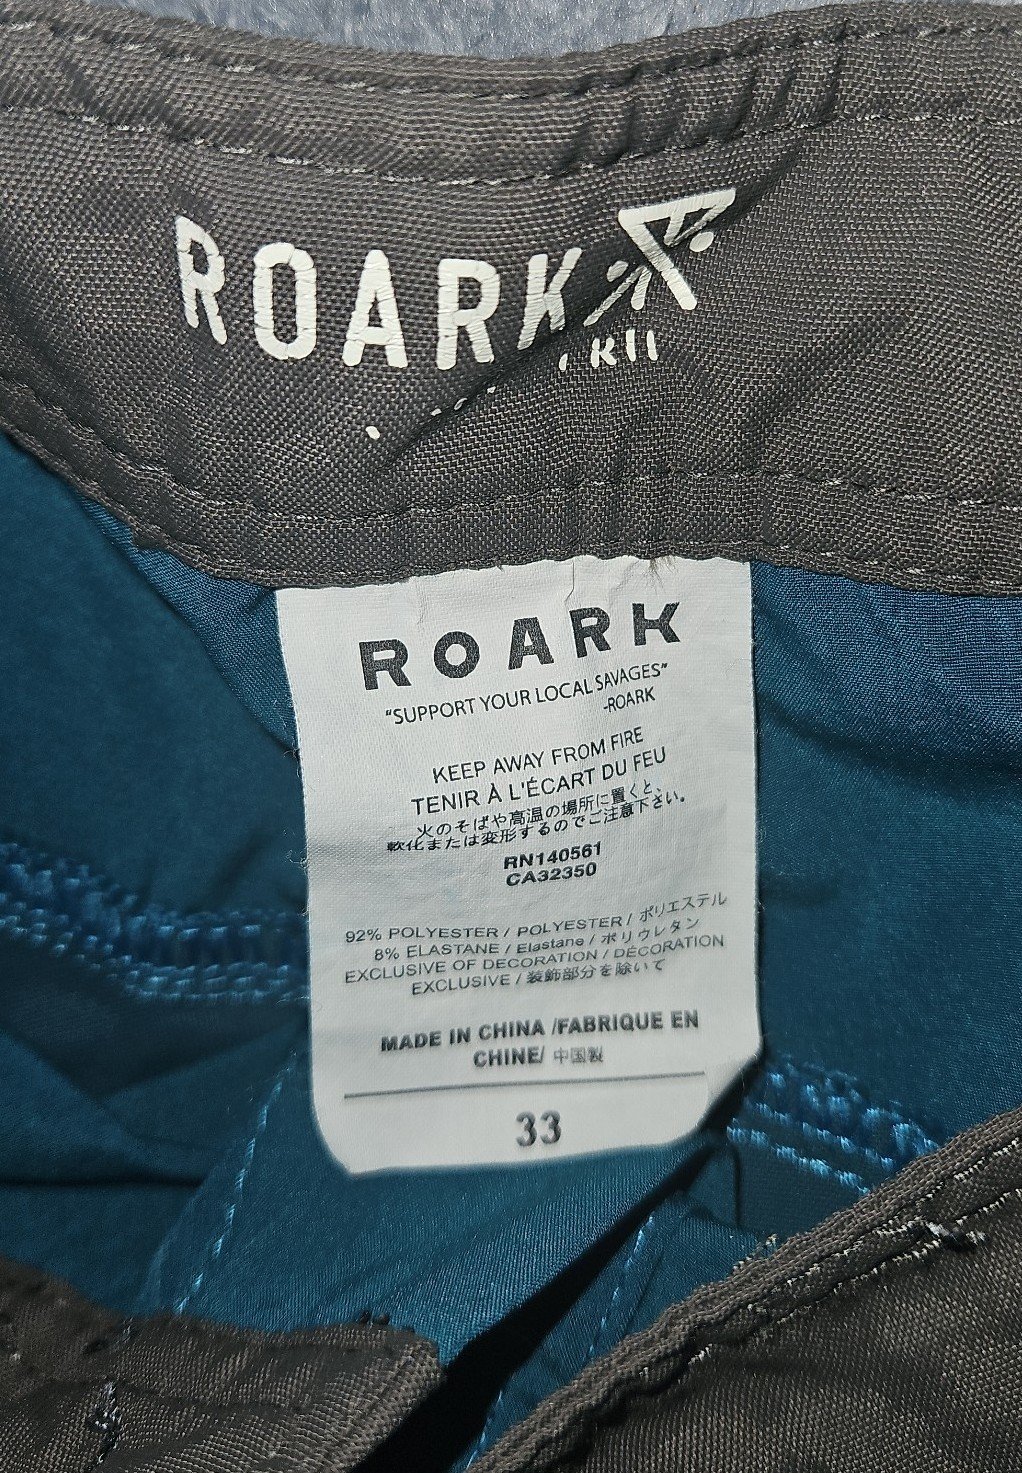 ROARK
ROARK
"SUPPORT YOUR LOCAL SAVAGES"
-ROARK
KEEP AWAY FROM FIRE
TENIR À L'ÉCART DU FEU
火のそばや高温の場所に置くと、
軟化または変形するのでご注意下さい。
RN140561
CA32350
92% POLYESTER / POLYESTER / ポリエステル
8% ELASTANE / Elastane / ポリウレタン
EXCLUSIVE OF DECORATION / DÉCORATION
EXCLUSIVE / 装飾部分を除いて
MADE IN CHINA /FABRIQUE EN
CHINE/ 中国製
33